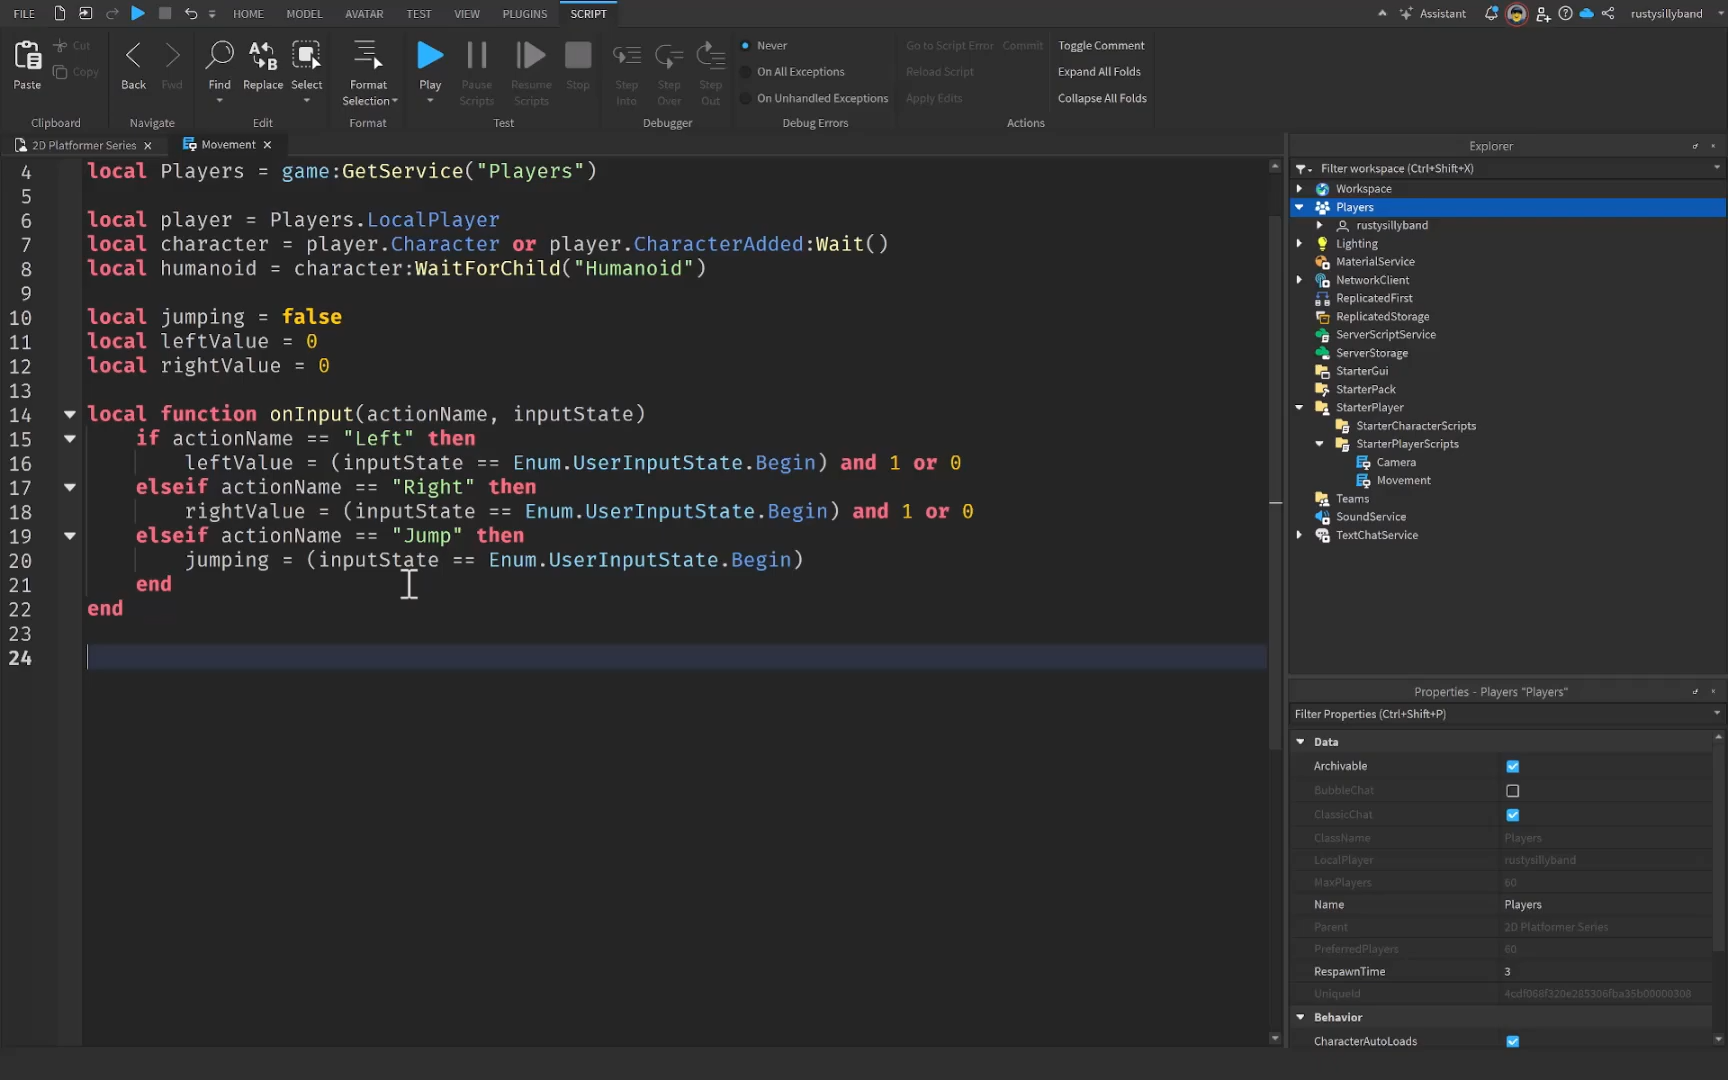 FILE HOME MODEL AVATAR TEST VIEW PLUGINS SCRIPT Assistant rustysillyband
Paste Cut Copy
Clipboard
Back Fwd
Navigate
Find Replace Select
Edit
Format Selection
Format
Play Pause Scripts Resume Scripts Stop
Test
Step Into Step Over Step Out
Debugger
Never
On All Exceptions
On Unhandled Exceptions
Debug Errors
Go to Script Error Commit
Reload Script
Apply Edits
Toggle Comment
Expand All Folds
Collapse All Folds
Actions
2D Platformer Series Movement
4 local Players = game:GetService("Players")
5
6 local player = Players.LocalPlayer
7 local character = player.Character or player.CharacterAdded:Wait()
8 local humanoid = character:WaitForChild("Humanoid")
9
10 local jumping = false
11 local leftValue = 0
12 local rightValue = 0
13
14 local function onInput(actionName, inputState)
15 if actionName == "Left" then
16 leftValue = (inputState == Enum.UserInputState.Begin) and 1 or 0
17 elseif actionName == "Right" then
18 rightValue = (inputState == Enum.UserInputState.Begin) and 1 or 0
19 elseif actionName == "Jump" then
20 jumping = (inputState == Enum.UserInputState.Begin)
21 end
22 end
23
24
Explorer
Filter workspace (Ctrl+Shift+X)
Workspace
Players
rustysillyband
Lighting
MaterialService
NetworkClient
ReplicatedFirst
ReplicatedStorage
ServerScriptService
ServerStorage
StarterGui
StarterPack
StarterPlayer
StarterCharacterScripts
StarterPlayerScripts
Camera
Movement
Teams
SoundService
TextChatService
Properties - Players "Players"
Filter Properties (Ctrl+Shift+P)
Data
Archivable
BubbleChat
ClassicChat
ClassName Players
LocalPlayer rustysillyband
MaxPlayers 60
Name Players
Parent 2D Platformer Series
PreferredPlayers 60
RespawnTime 3
UniqueId
Behavior
CharacterAutoLoads